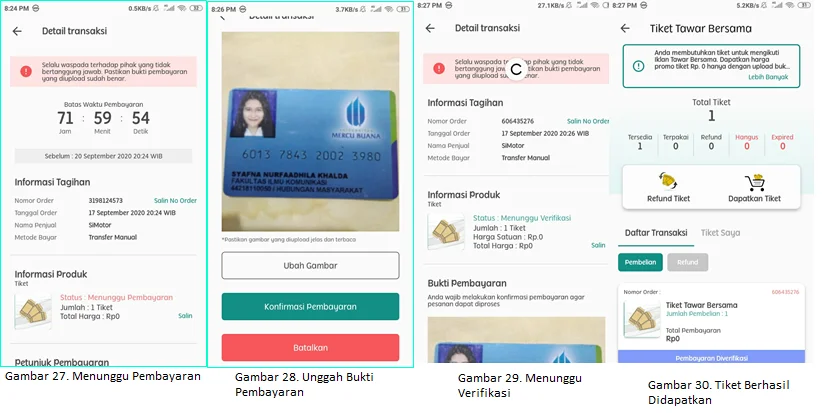 8:24 PM 0.5KB/s 31
Detail transaksi
Selalu waspada terhadap pihak yang tidak
bertanggung jawab. Pastikan bukti pembayaran
yang diupload sudah benar.
Batas Waktu Pembayaran
71 : 59 : 54
Jam Menit Detik
Sebelum : 20 September 2020 20:24 WIB
Informasi Tagihan
Nomor Order 3198124573 Salin No Order
Tanggal Order 17 September 2020 20:24 WIB
Nama Penjual SiMotor
Metode Bayar Transfer Manual
Informasi Produk
Tiket
Status : Menunggu Pembayaran
Jumlah : 1 Tiket
Total Harga : Rp0 Salin
Petunjuk Pembayaran
Gambar 27. Menunggu Pembayaran
8:26 PM 3.7KB/s 31
Detail transaksi
MERCU BUANA
6013 7843 2002 3980
STAFNA NURFAADHILA KHALDA
FAKULTAS ILMU KOMUNIKASI
44218110050 / HUDUNGAN MASYARAKAT
*Pastikan gambar yang diupload jelas dan terbaca
Ubah Gambar
Konfirmasi Pembayaran
Batalkan
Gambar 28. Unggah Bukti
Pembayaran
8:27 PM 27.1KB/s 31
Detail transaksi
Selalu waspada terhadap pihak yang tidak
bertanggung jawab. Pastikan bukti pembayaran
yang diupload sudah benar.
Informasi Tagihan
Nomor Order 606435276 Salin No Order
Tanggal Order 17 September 2020 20:26 WIB
Nama Penjual SiMotor
Metode Bayar Transfer Manual
Informasi Produk
Tiket
Status : Menunggu Verifikasi
Jumlah : 1 Tiket
Harga Satuan : Rp.0
Total Harga : Rp0 Salin
Bukti Pembayaran
Anda wajib melakukan konfirmasi pembayaran agar
pesanan dapat diproses
Gambar 29. Menunggu
Verifikasi
8:27 PM 5.2KB/s 31
Tiket Tawar Bersama
Anda membutuhkan tiket untuk mengikuti
Iklan Tawar Bersama. Dapatkan harga
promo tiket Rp. 0 hanya dengan upload buk...
Lebih Banyak
Total Tiket
1
Tersedia Terpakai Refund Hangus Expired
1 0 0 0 0
Refund Tiket Dapatkan Tiket
Daftar Transaksi Tiket Saya
Pembelian Refund
Nomor Order : 606435276
Tiket Tawar Bersama
Jumlah Pembelian : 1
Total Pembayaran
Rp0
Pembayaran Diverifikasi
Gambar 30. Tiket Berhasil
Didapatkan